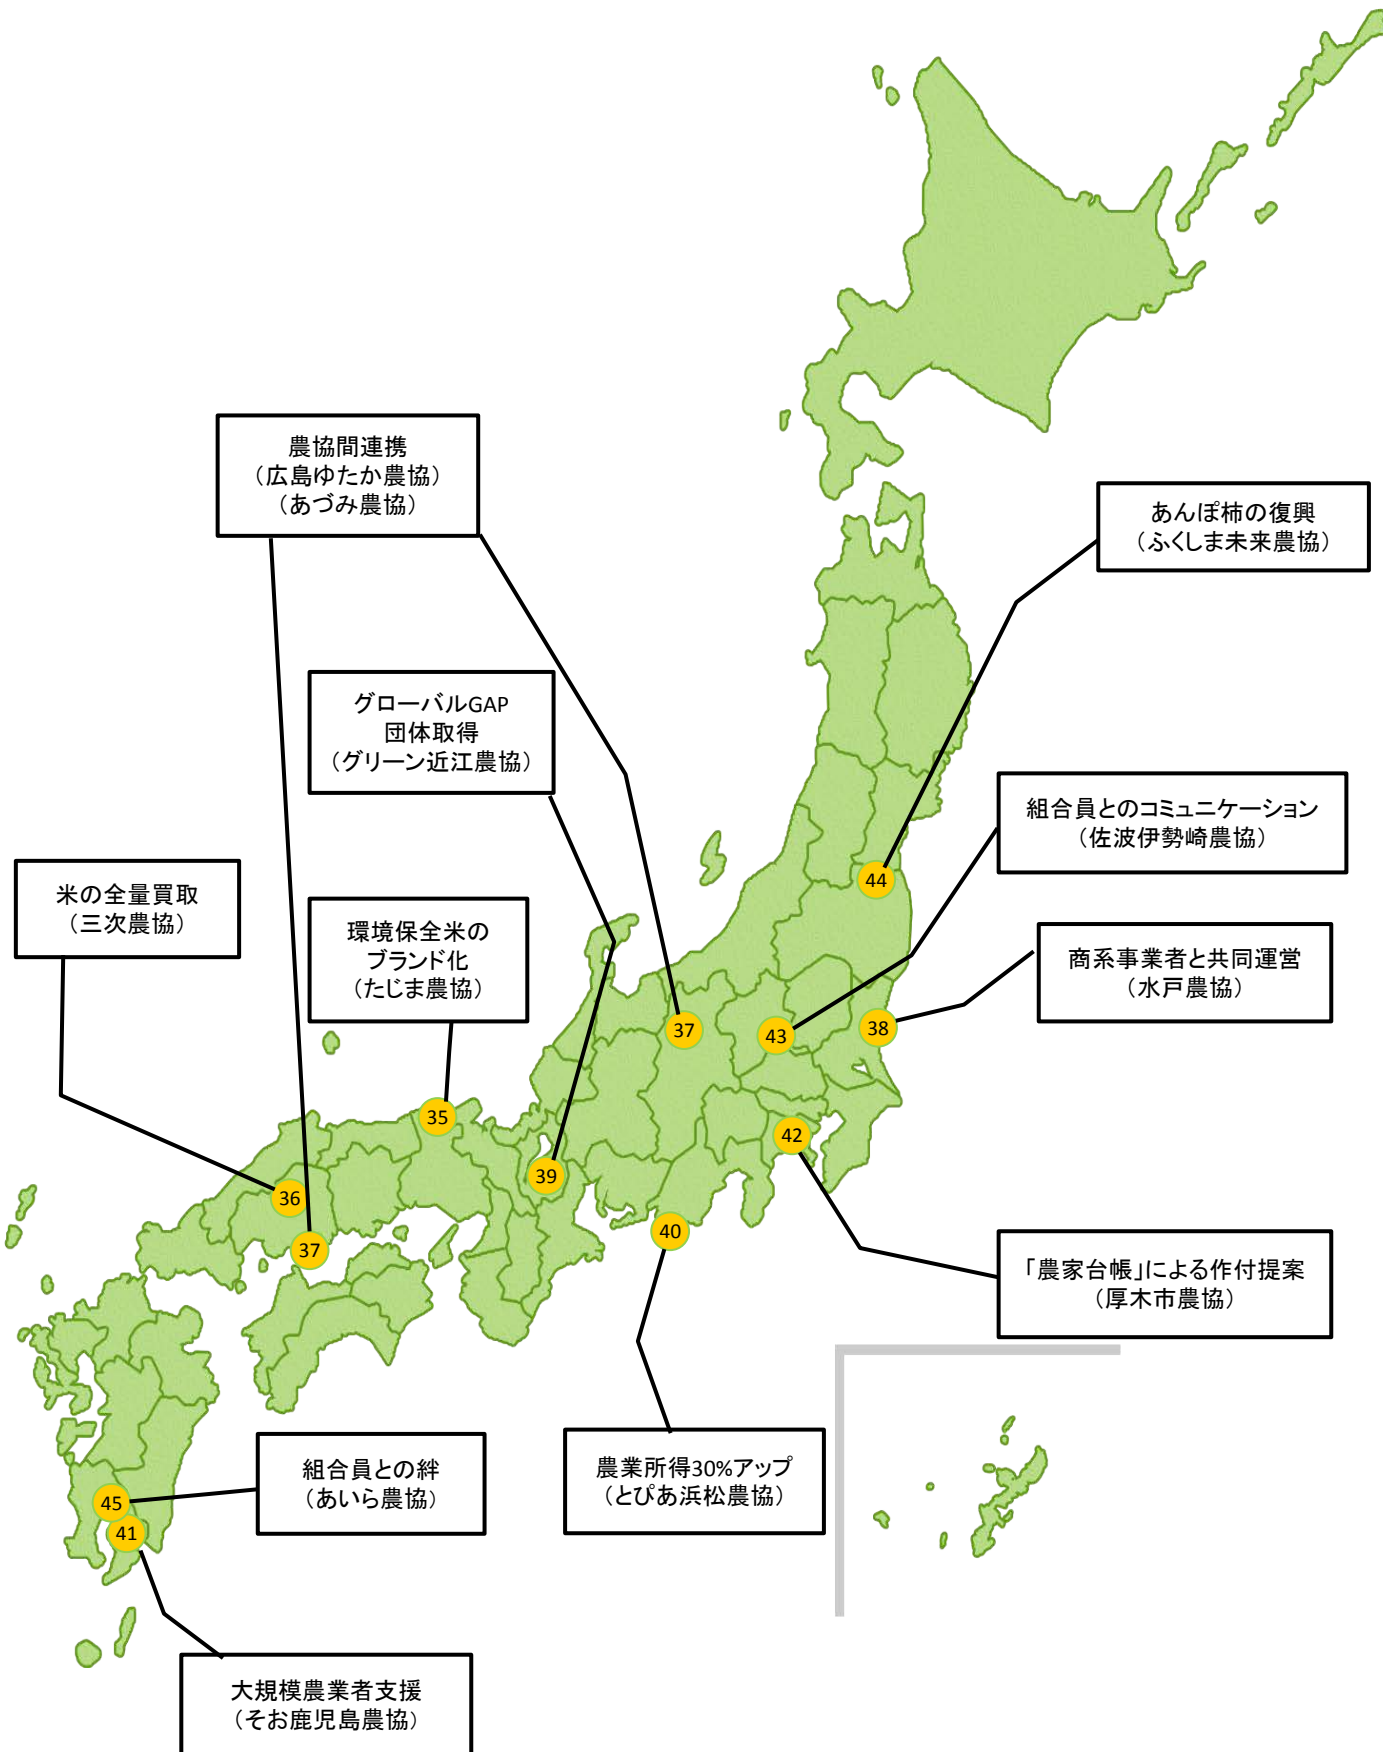 農協間連携
（広島ゆたか農協）
（あづみ農協）
あんぽ柿の復興
（ふくしま未来農協）
グローバルGAP
団体取得
（グリーン近江農協）
組合員とのコミュニケーション
（佐波伊勢崎農協）
米の全量買取
（三次農協）
環境保全米の
ブランド化
（たじま農協）
商系事業者と共同運営
（水戸農協）
44
37
43
38
35
42
39
36
40
37
「農家台帳」による作付提案
（厚木市農協）
組合員との絆
（あいら農協）
農業所得30%アップ
（とぴあ浜松農協）
45
41
大規模農業者支援
（そお鹿児島農協）